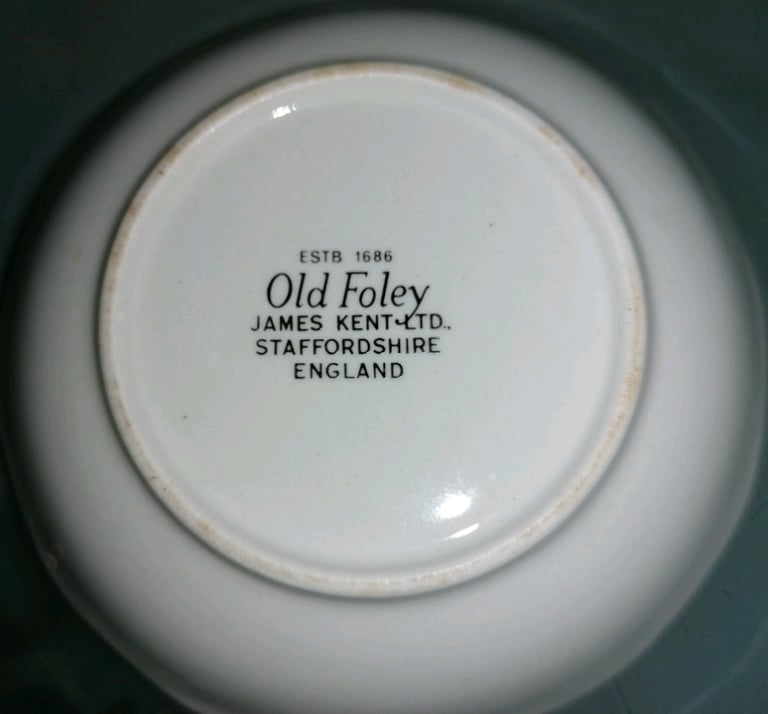 ESTB 1686
Old Foley
JAMES KENT LTD.,
STAFFORDSHIRE
ENGLAND